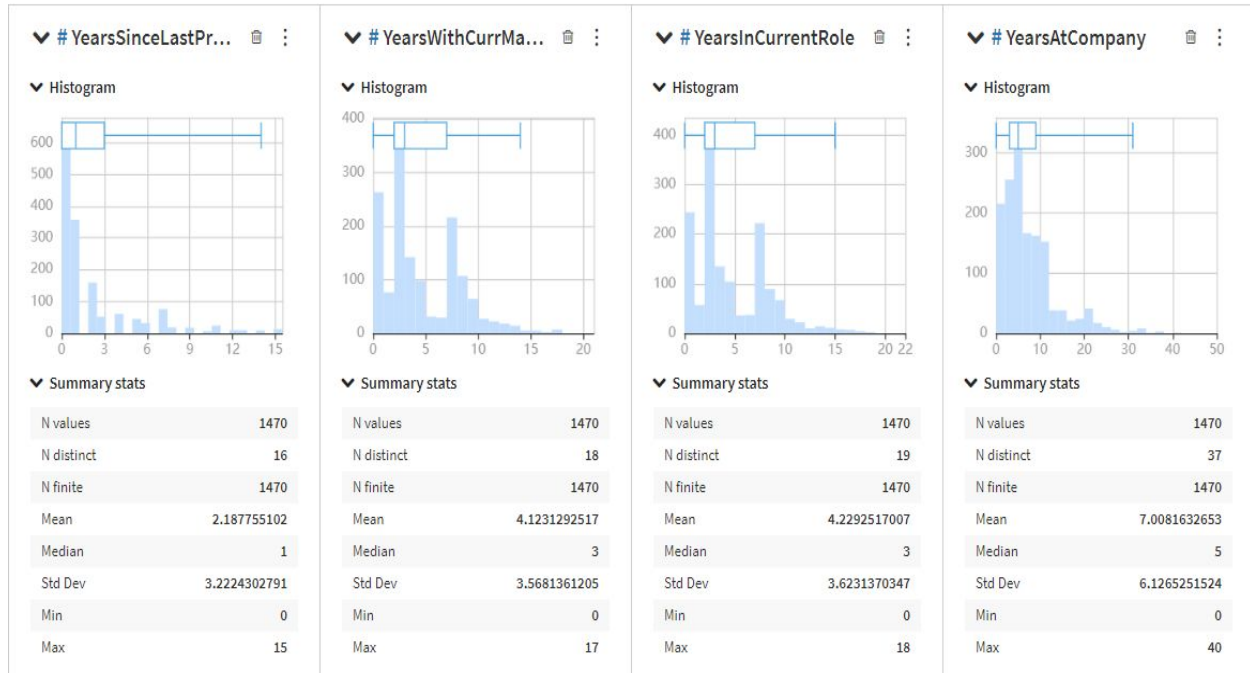 # YearsSinceLastPr...
Histogram
600
500
400
300
200
100
0
0 3 6 9 12 15
Summary stats
N values 1470
N distinct 16
N finite 1470
Mean 2.187755102
Median 1
Std Dev 3.2224302791
Min 0
Max 15
# YearsWithCurrMa...
Histogram
400
300
200
100
0
0 5 10 15 20
Summary stats
N values 1470
N distinct 18
N finite 1470
Mean 4.1231292517
Median 3
Std Dev 3.5681361205
Min 0
Max 17
# YearsInCurrentRole
Histogram
400
300
200
100
0
0 5 10 15 20 22
Summary stats
N values 1470
N distinct 19
N finite 1470
Mean 4.2292517007
Median 3
Std Dev 3.6231370347
Min 0
Max 18
# YearsAtCompany
Histogram
300
200
100
0
0 10 20 30 40 50
Summary stats
N values 1470
N distinct 37
N finite 1470
Mean 7.0081632653
Median 5
Std Dev 6.1265251524
Min 0
Max 40